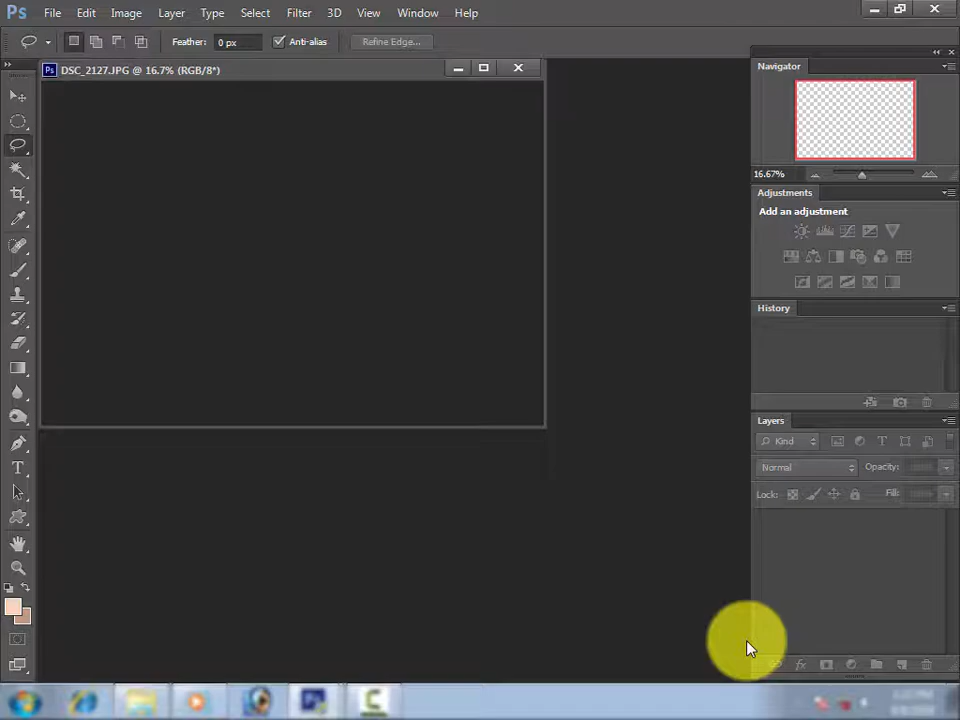 Ps File Edit Image Layer Type Select Filter 3D View Window Help
Feather: 0 px Anti-alias Refine Edge...
Ps DSC_2127.JPG @ 16.7% (RGB/8*)
Navigator
16.67%
Adjustments
Add an adjustment
History
Layers
Kind
Normal Opacity:
Lock: Fill: